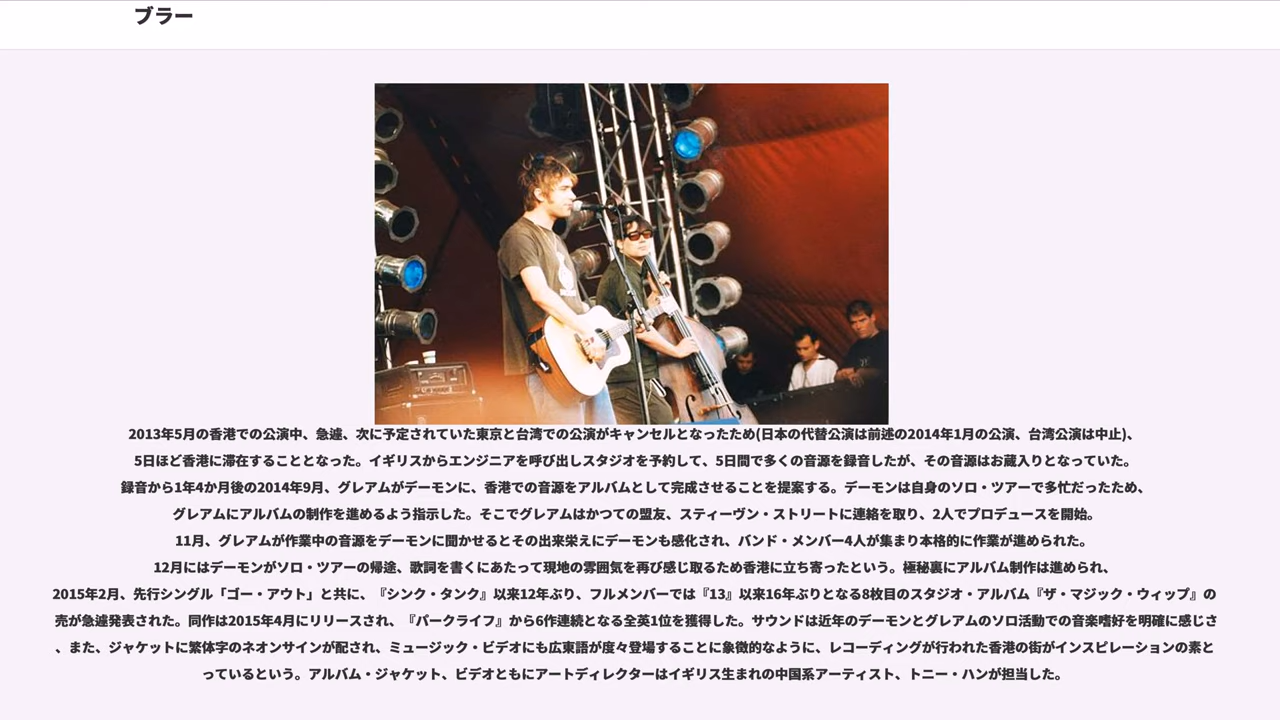 ブラー
2013年5月の香港での公演中、急遽、次に予定されていた東京と台湾での公演がキャンセルとなったため(日本の代替公演は前述の2014年1月の公演、台湾公演は中止)、
5日ほど香港に滞在することとなった。イギリスからエンジニアを呼び出しスタジオを予約して、5日間で多くの音源を録音したが、その音源はお蔵入りとなっていた。
録音から1年4か月後の2014年9月、グレアムがデーモンに、香港での音源をアルバムとして完成させることを提案する。デーモンは自身のソロ・ツアーで多忙だったため、
グレアムにアルバムの制作を進めるよう指示した。そこでグレアムはかつての盟友、スティーヴン・ストリートに連絡を取り、2人でプロデュースを開始。
11月、グレアムが作業中の音源をデーモンに聞かせるとその出来栄えにデーモンも感化され、バンド・メンバー4人が集まり本格的に作業が進められた。
12月にはデーモンがソロ・ツアーの帰途、歌詞を書くにあたって現地の雰囲気を再び感じ取るため香港に立ち寄ったという。極秘裏にアルバム制作は進められ、
2015年2月、先行シングル「ゴー・アウト」と共に、『シンク・タンク』以来12年ぶり、フルメンバーでは『13』以来16年ぶりとなる8枚目のスタジオ・アルバム『ザ・マジック・ウィップ』の
売が急遽発表された。同作は2015年4月にリリースされ、『パークライフ』から6作連続となる全英1位を獲得した。サウンドは近年のデーモンとグレアムのソロ活動での音楽嗜好を明確に感じさ
、また、ジャケットに繁体字のネオンサインが配され、ミュージック・ビデオにも広東語が度々登場することに象徴的なように、レコーディングが行われた香港の街がインスピレーションの素と
っているという。アルバム・ジャケット、ビデオともにアートディレクターはイギリス生まれの中国系アーティスト、トニー・ハンが担当した。